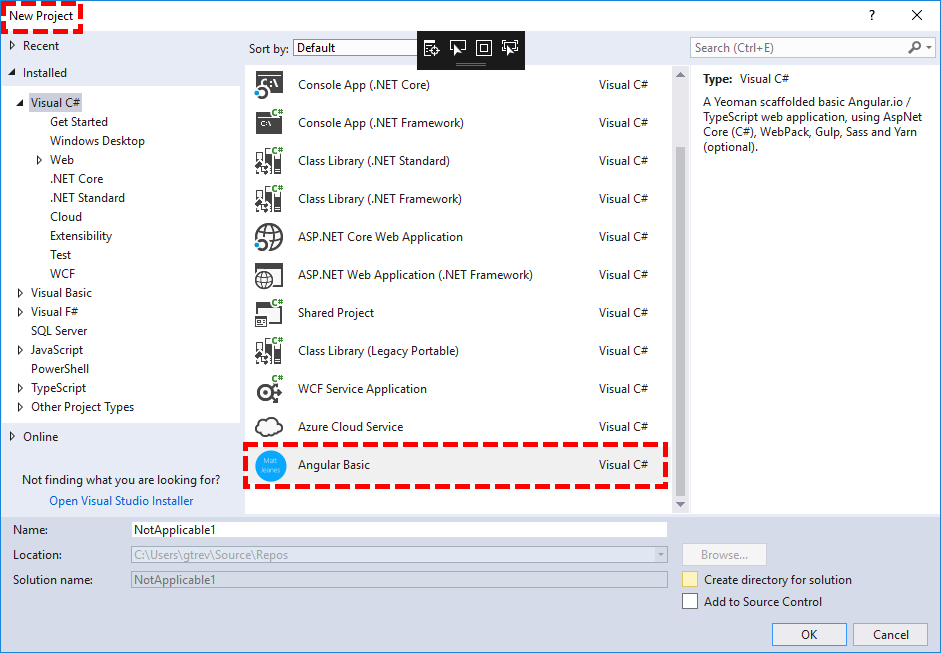 New Project
?
Recent
Installed
Visual C#
Get Started
Windows Desktop
Web
.NET Core
.NET Standard
Cloud
Extensibility
Test
WCF
Visual Basic
Visual F#
SQL Server
JavaScript
PowerShell
TypeScript
Other Project Types
Online
Not finding what you are looking for?
Open Visual Studio Installer
Sort by: Default
Console App (.NET Core) Visual C#
Console App (.NET Framework) Visual C#
Class Library (.NET Standard) Visual C#
Class Library (.NET Framework) Visual C#
ASP.NET Core Web Application Visual C#
ASP.NET Web Application (.NET Framework) Visual C#
Shared Project Visual C#
Class Library (Legacy Portable) Visual C#
WCF Service Application Visual C#
Azure Cloud Service Visual C#
Matt
Jeanes
Angular Basic Visual C#
Search (Ctrl+E)
Type: Visual C#
A Yeoman scaffolded basic Angular.io /
TypeScript web application, using AspNet
Core (C#), WebPack, Gulp, Sass and Yarn
(optional).
Name: NotApplicable1
Location: C:\Users\gtrev\Source\Repos
Browse...
Solution name: NotApplicable1
Create directory for solution
Add to Source Control
OK
Cancel